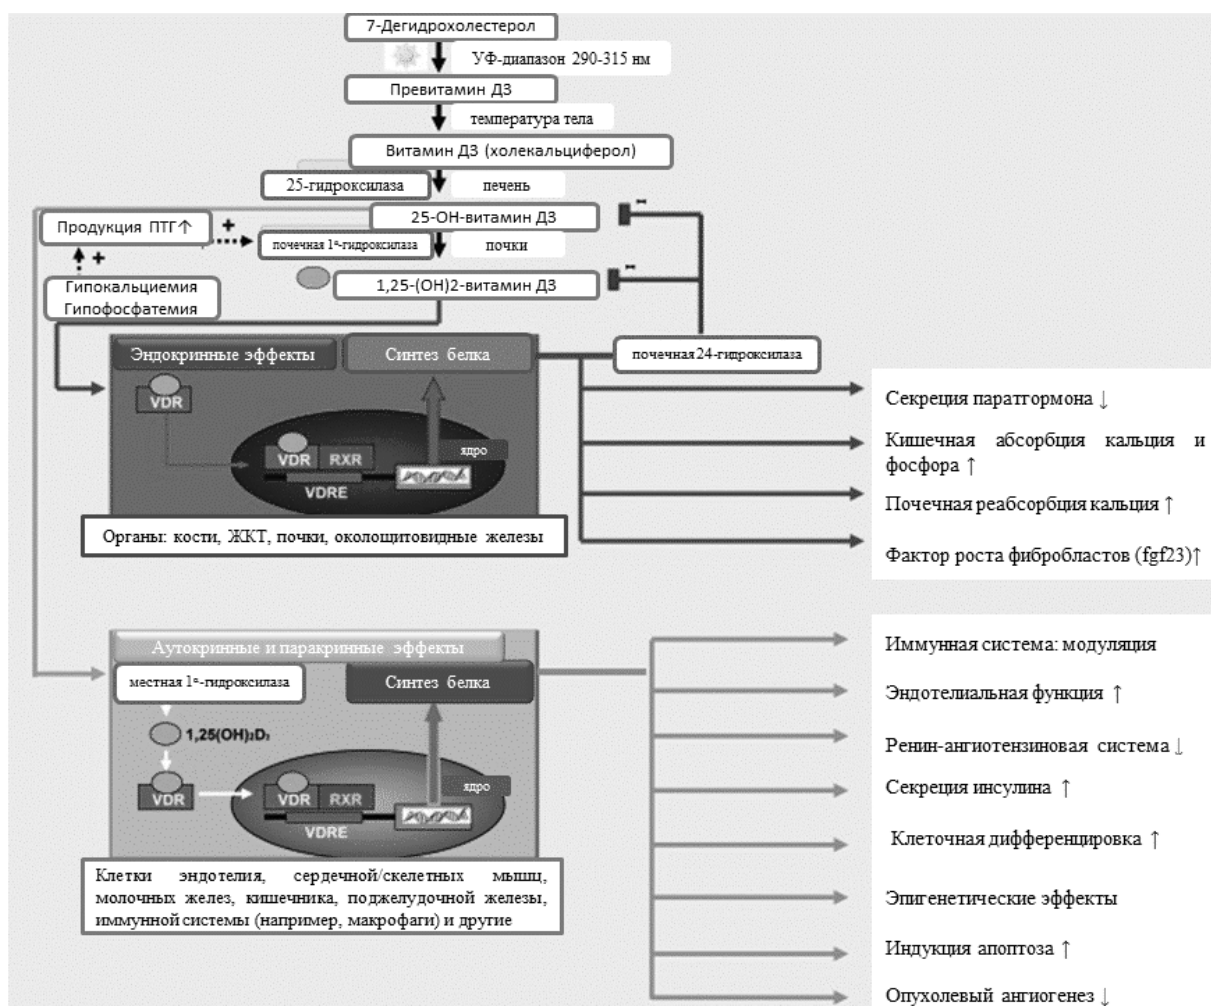 7-Дегидрохолестерол
УФ-диапазон 290-315 нм
Превитамин Д3
температура тела
Витамин Д3 (холекальциферол)
25-гидроксилаза
печень
25-ОН-витамин Д3
Продукция ПТГ↑
+
почечная 1ᵅ-гидроксилаза
почки
+
Гипокальциемия
Гипофосфатемия
1,25-(ОН)2-витамин Д3
Эндокринные эффекты
Синтез белка
почечная 24-гидроксилаза
VDR
ядро
VDR RXR
VDRE
Органы: кости, ЖКТ, почки, околощитовидные железы
Секреция паратгормона ↓
Кишечная абсорбция кальция и
фосфора ↑
Почечная реабсорбция кальция ↑
Фактор роста фибробластов (fgf23)↑
Аутокринные и паракринные эффекты
местная 1ᵅ-гидроксилаза
Синтез белка
1,25(OH)₂D₃
VDR
ядро
VDR RXR
VDRE
Клетки эндотелия, сердечной/скелетных мышц,
молочных желез, кишечника, поджелудочной железы,
иммунной системы (например, макрофаги) и другие
Иммунная система: модуляция
Эндотелиальная функция ↑
Ренин-ангиотензиновая система ↓
Секреция инсулина ↑
Клеточная дифференцировка ↑
Эпигенетические эффекты
Индукция апоптоза ↑
Опухолевый ангиогенез ↓